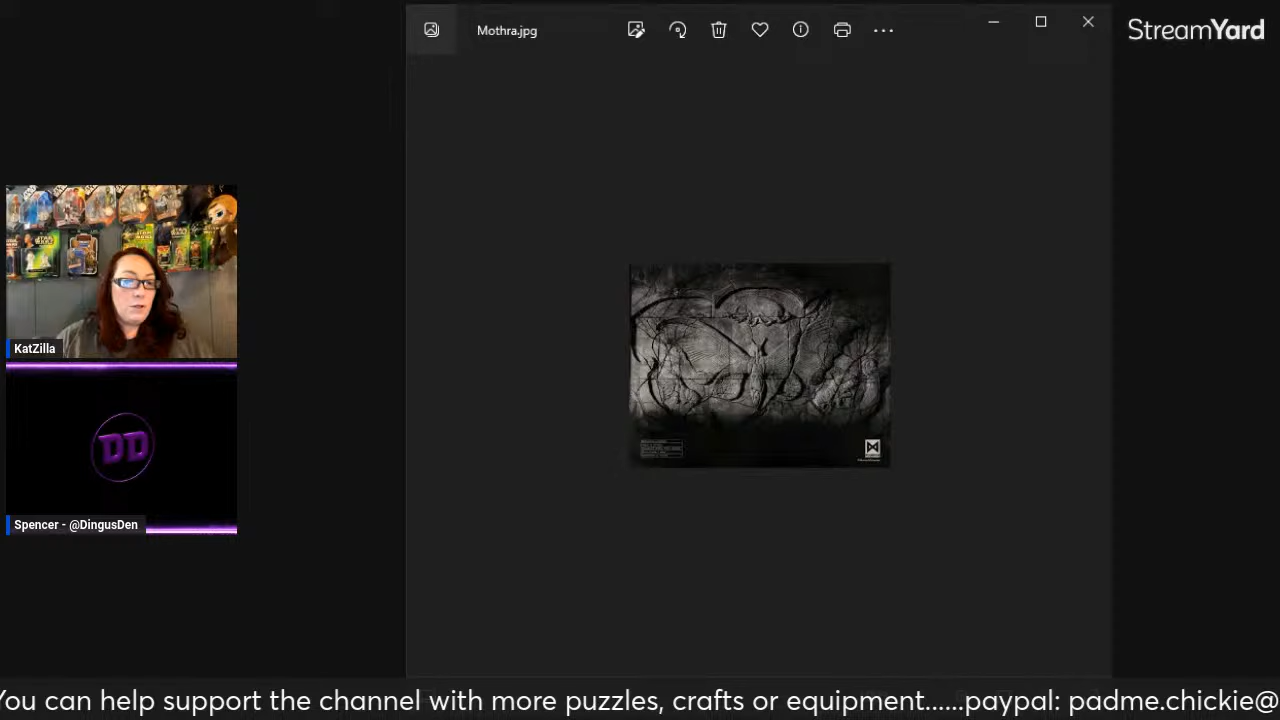 Mothra.jpg
StreamYard
KatZilla
DD
Spencer - @DingusDen
You can help support the channel with more puzzles, crafts or equipment......paypal: padme.chickie@